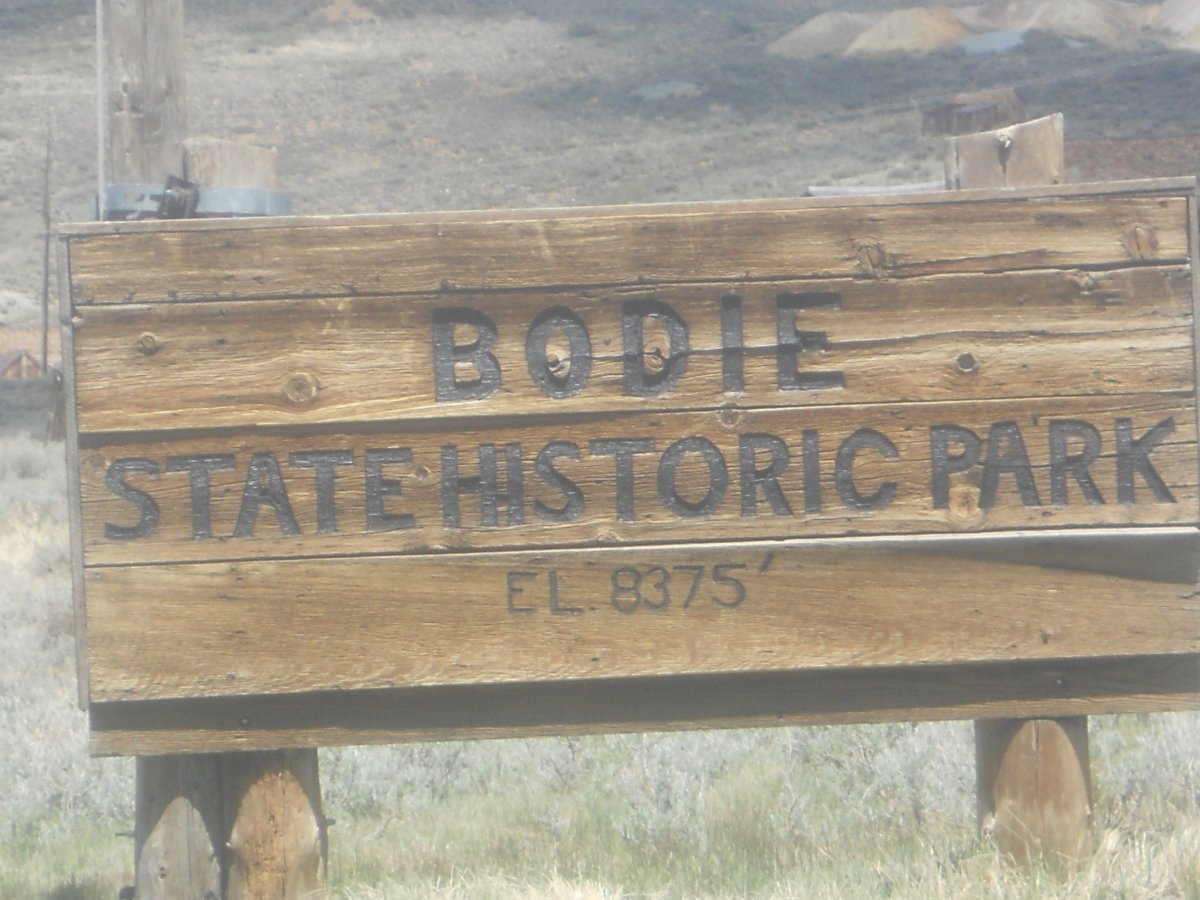 BODIE
STATE HISTORIC PARK
EL. 8375'